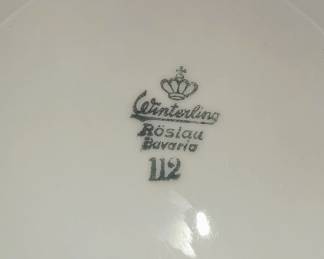 Winterling
Röslau
Bavaria
112